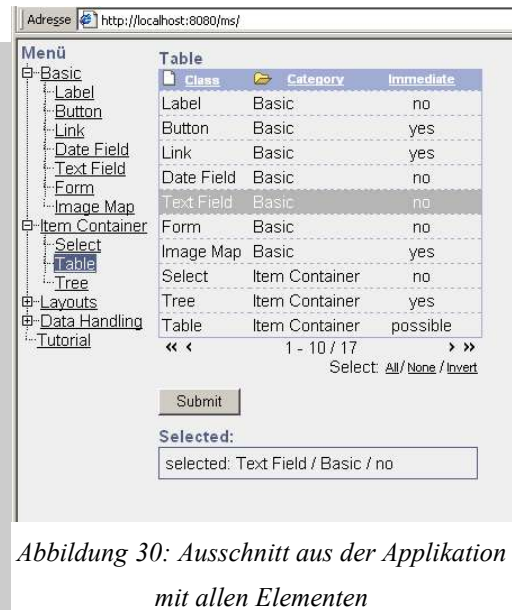 Adresse http://localhost:8080/ms/
Menü
Basic
Label
Button
Link
Date Field
Text Field
Form
Image Map
Item Container
Select
Table
Tree
Layouts
Data Handling
Tutorial
Table
Class Category Immediate
Label Basic no
Button Basic yes
Link Basic yes
Date Field Basic no
Text Field Basic no
Form Basic no
Image Map Basic yes
Select Item Container no
Tree Item Container yes
Table Item Container possible
« ‹ 1 - 10 / 17 › »
Select: All / None / Invert
Submit
Selected:
selected: Text Field / Basic / no
Abbildung 30: Ausschnitt aus der Applikation
mit allen Elementen